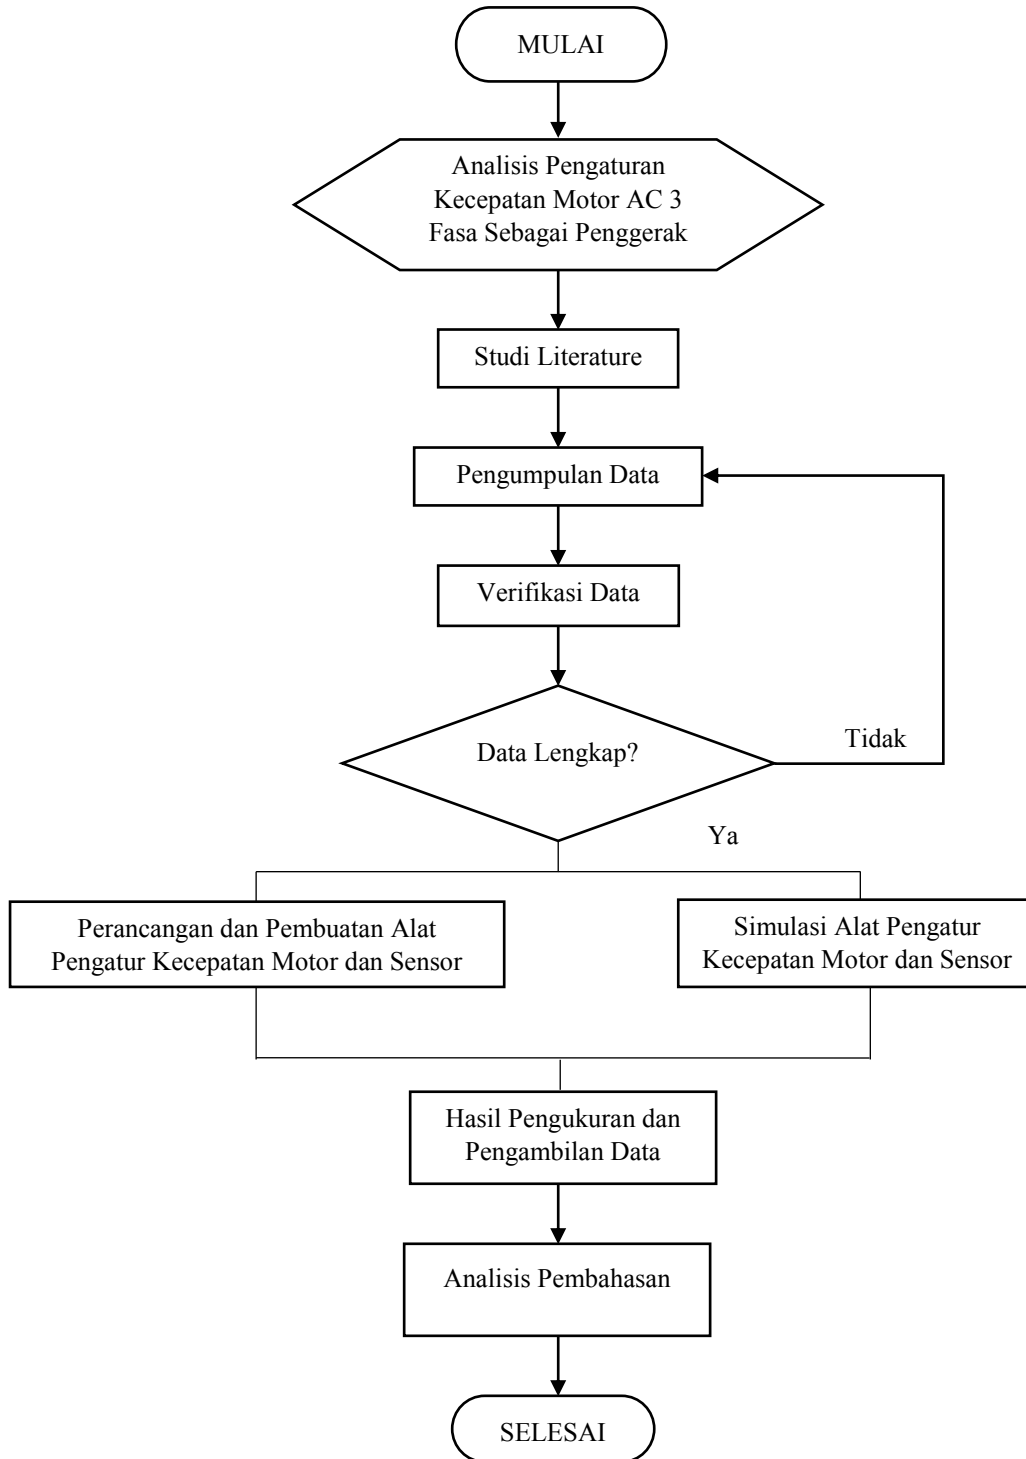 MULAI
Analisis Pengaturan
Kecepatan Motor AC 3
Fasa Sebagai Penggerak
Studi Literature
Pengumpulan Data
Verifikasi Data
Data Lengkap?
Tidak
Ya
Perancangan dan Pembuatan Alat
Pengatur Kecepatan Motor dan Sensor
Simulasi Alat Pengatur
Kecepatan Motor dan Sensor
Hasil Pengukuran dan
Pengambilan Data
Analisis Pembahasan
SELESAI